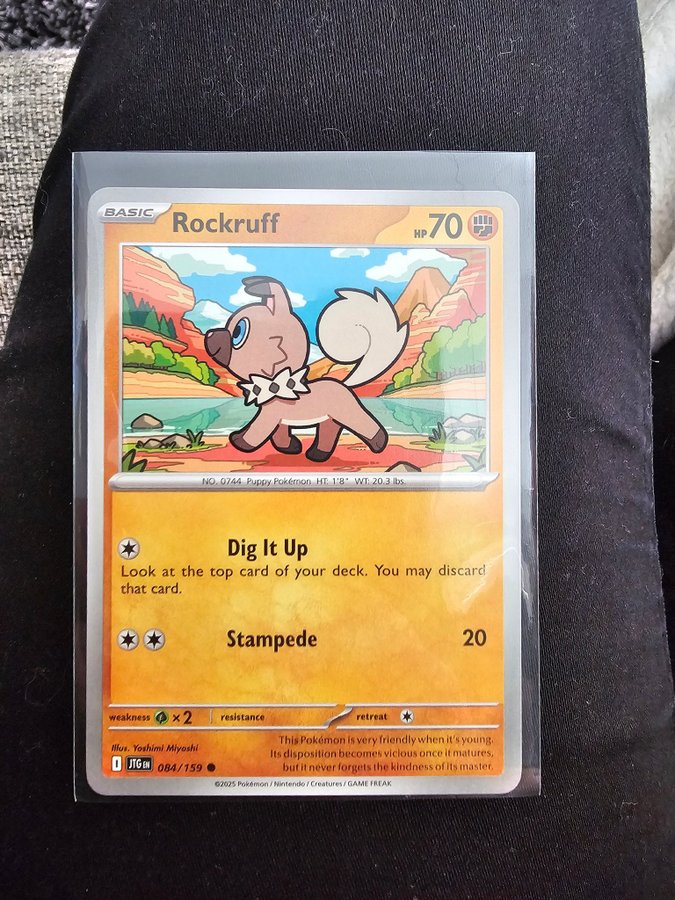 BASIC Rockruff HP 70
NO. 0744 Puppy Pokémon HT: 1'8" WT: 20.3 lbs.
Dig It Up
Look at the top card of your deck. You may discard
that card.
Stampede 20
weakness ×2 resistance retreat
Illus. Yoshimi Miyoshi
This Pokémon is very friendly when it's young.
Its disposition becomes vicious once it matures,
but it never forgets the kindness of its master.
I JTG EN 084/159
©2025 Pokémon / Nintendo / Creatures / GAME FREAK